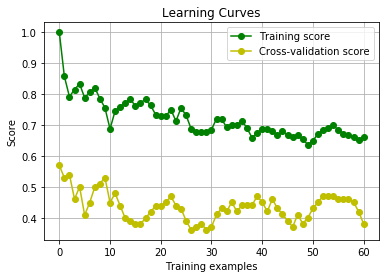 Learning Curves
Training score
Cross-validation score
1.0
0.9
0.8
0.7
0.6
0.5
0.4
Score
0 10 20 30 40 50 60
Training examples